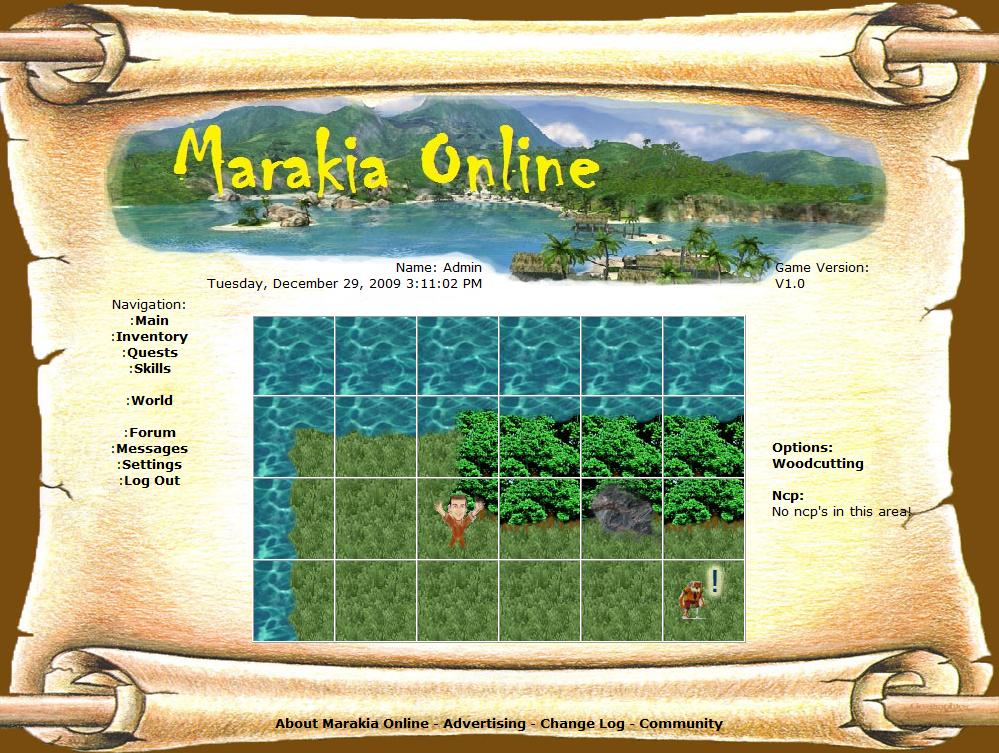 Marakia Online
Name: Admin
Tuesday, December 29, 2009 3:11:02 PM
Game Version:
V1.0
Navigation:
:Main
:Inventory
:Quests
:Skills
:World
:Forum
:Messages
:Settings
:Log Out
!
Options:
Woodcutting
Ncp:
No ncp's in this area!
About Marakia Online - Advertising - Change Log - Community